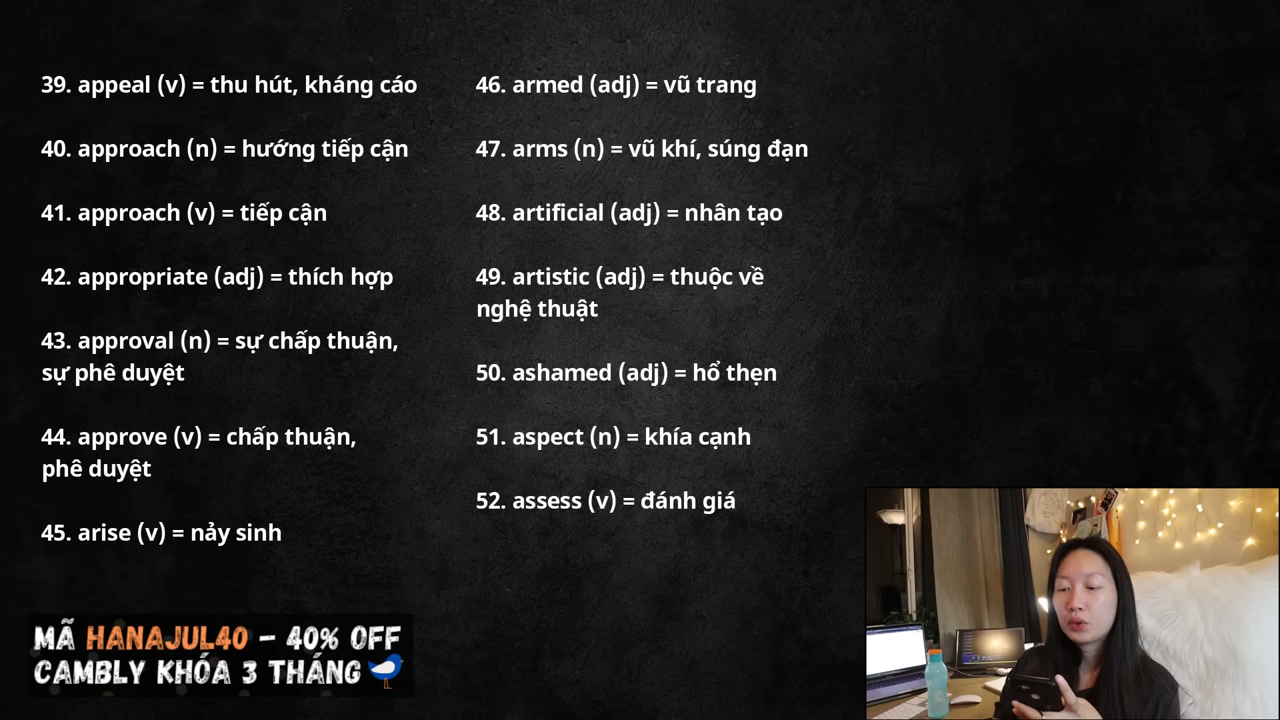 39. appeal (v) = thu hút, kháng cáo
40. approach (n) = hướng tiếp cận
41. approach (v) = tiếp cận
42. appropriate (adj) = thích hợp
43. approval (n) = sự chấp thuận,
sự phê duyệt
44. approve (v) = chấp thuận,
phê duyệt
45. arise (v) = nảy sinh
46. armed (adj) = vũ trang
47. arms (n) = vũ khí, súng đạn
48. artificial (adj) = nhân tạo
49. artistic (adj) = thuộc về
nghệ thuật
50. ashamed (adj) = hổ thẹn
51. aspect (n) = khía cạnh
52. assess (v) = đánh giá
MÃ HANAJUL40 – 40% OFF
CAMBLY KHÓA 3 THÁNG